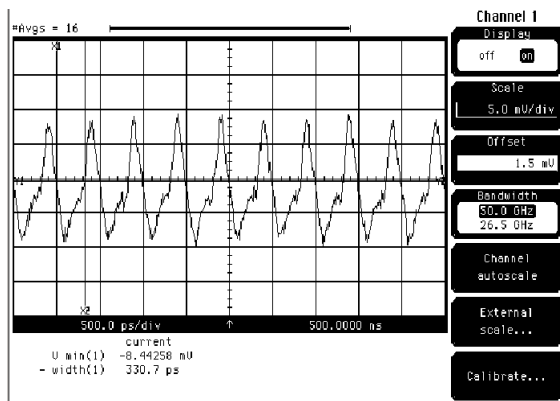 #Avgs = 16
Channel 1
Display
off on
Scale
5.0 mV/div
Offset
1.5 mV
Bandwidth
50.0 GHz
26.5 GHz
Channel
autoscale
External
scale...
Calibrate...
X1
X2
500.0 ps/div ↑ 500.0000 ns
current
V min(1) -8.44258 mV
- width(1) 330.7 ps